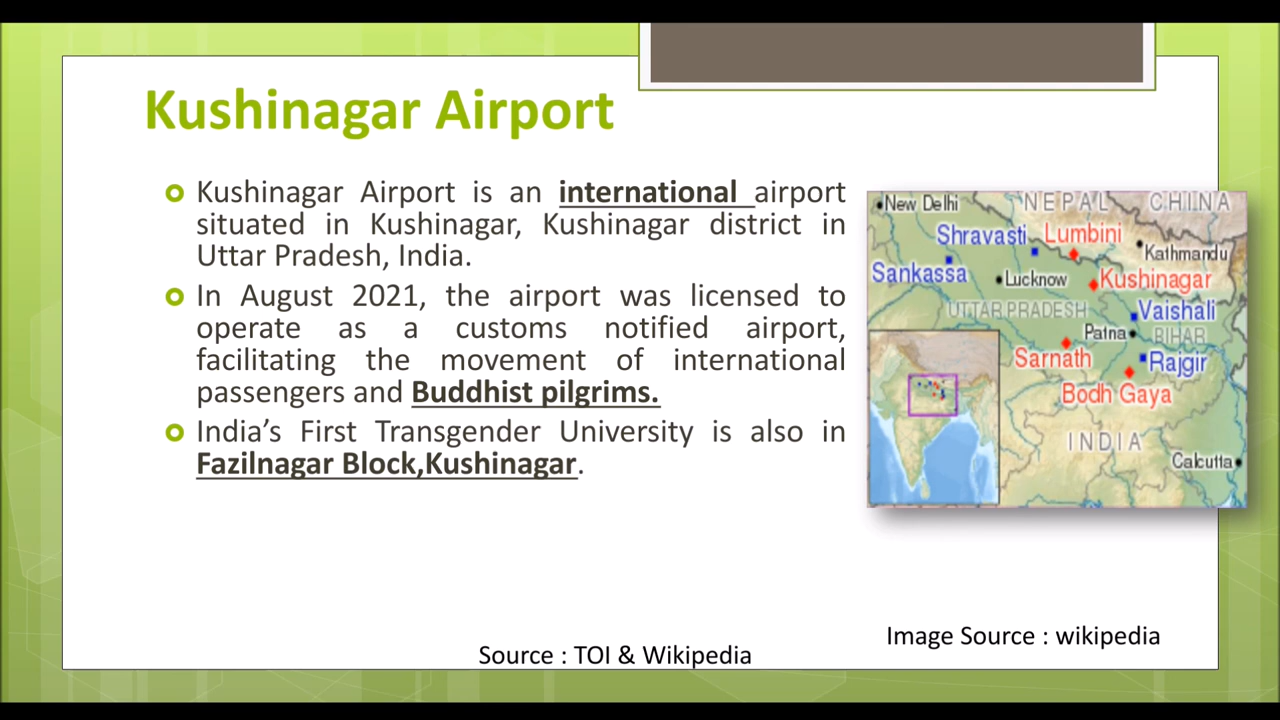 Kushinagar Airport
Kushinagar Airport is an international airport
situated in Kushinagar, Kushinagar district in
Uttar Pradesh, India.
In August 2021, the airport was licensed to
operate as a customs notified airport,
facilitating the movement of international
passengers and Buddhist pilgrims.
India’s First Transgender University is also in
Fazilnagar Block,Kushinagar.
New Delhi
NEPAL
CHINA
Shravasti
Lumbini
Kathmandu
Sankassa
Lucknow
Kushinagar
UTTAR PRADESH
Vaishali
Patna
BIHAR
Sarnath
Rajgir
Bodh Gaya
INDIA
Calcutta
Image Source : wikipedia
Source : TOI & Wikipedia